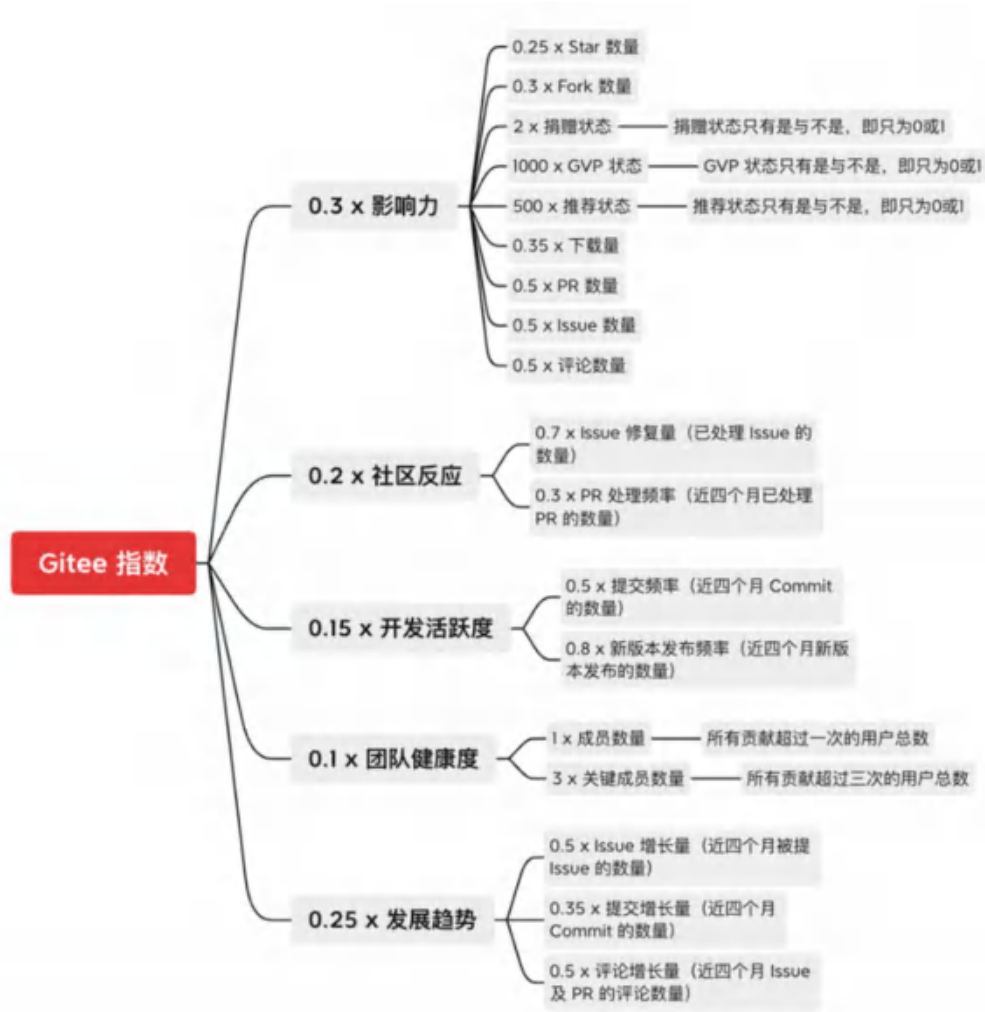 Gitee 指数
0.3 x 影响力
0.25 x Star 数量
0.3 x Fork 数量
2 x 捐赠状态
捐赠状态只有是与不是，即只为0或1
1000 x GVP 状态
GVP 状态只有是与不是，即只为0或1
500 x 推荐状态
推荐状态只有是与不是，即只为0或1
0.35 x 下载量
0.5 x PR 数量
0.5 x Issue 数量
0.5 x 评论数量
0.2 x 社区反应
0.7 x Issue 修复量（已处理 Issue 的
数量）
0.3 x PR 处理频率（近四个月已处理
PR 的数量）
0.15 x 开发活跃度
0.5 x 提交频率（近四个月 Commit
的数量）
0.8 x 新版本发布频率（近四个月新版
本发布的数量）
0.1 x 团队健康度
1 x 成员数量
所有贡献超过一次的用户总数
3 x 关键成员数量
所有贡献超过三次的用户总数
0.25 x 发展趋势
0.5 x Issue 增长量（近四个月被提
Issue 的数量）
0.35 x 提交增长量（近四个月
Commit 的数量）
0.5 x 评论增长量（近四个月 Issue
及 PR 的评论数量）